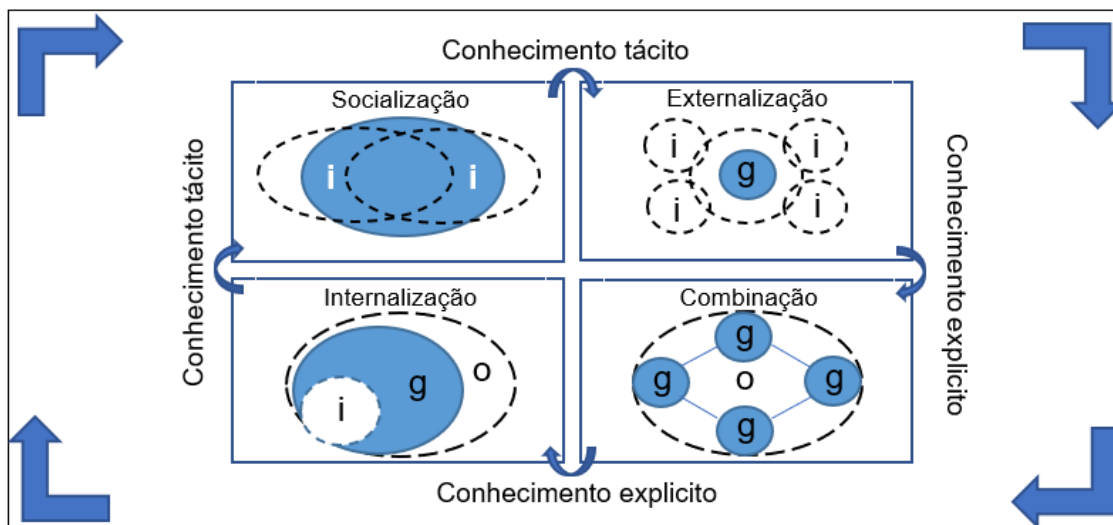 Conhecimento tácito
Socialização
i i
Externalização
i i
g
i i
Conhecimento tácito
Conhecimento explicito
Internalização
o
g
i
Combinação
g
g o g
g
Conhecimento explicito